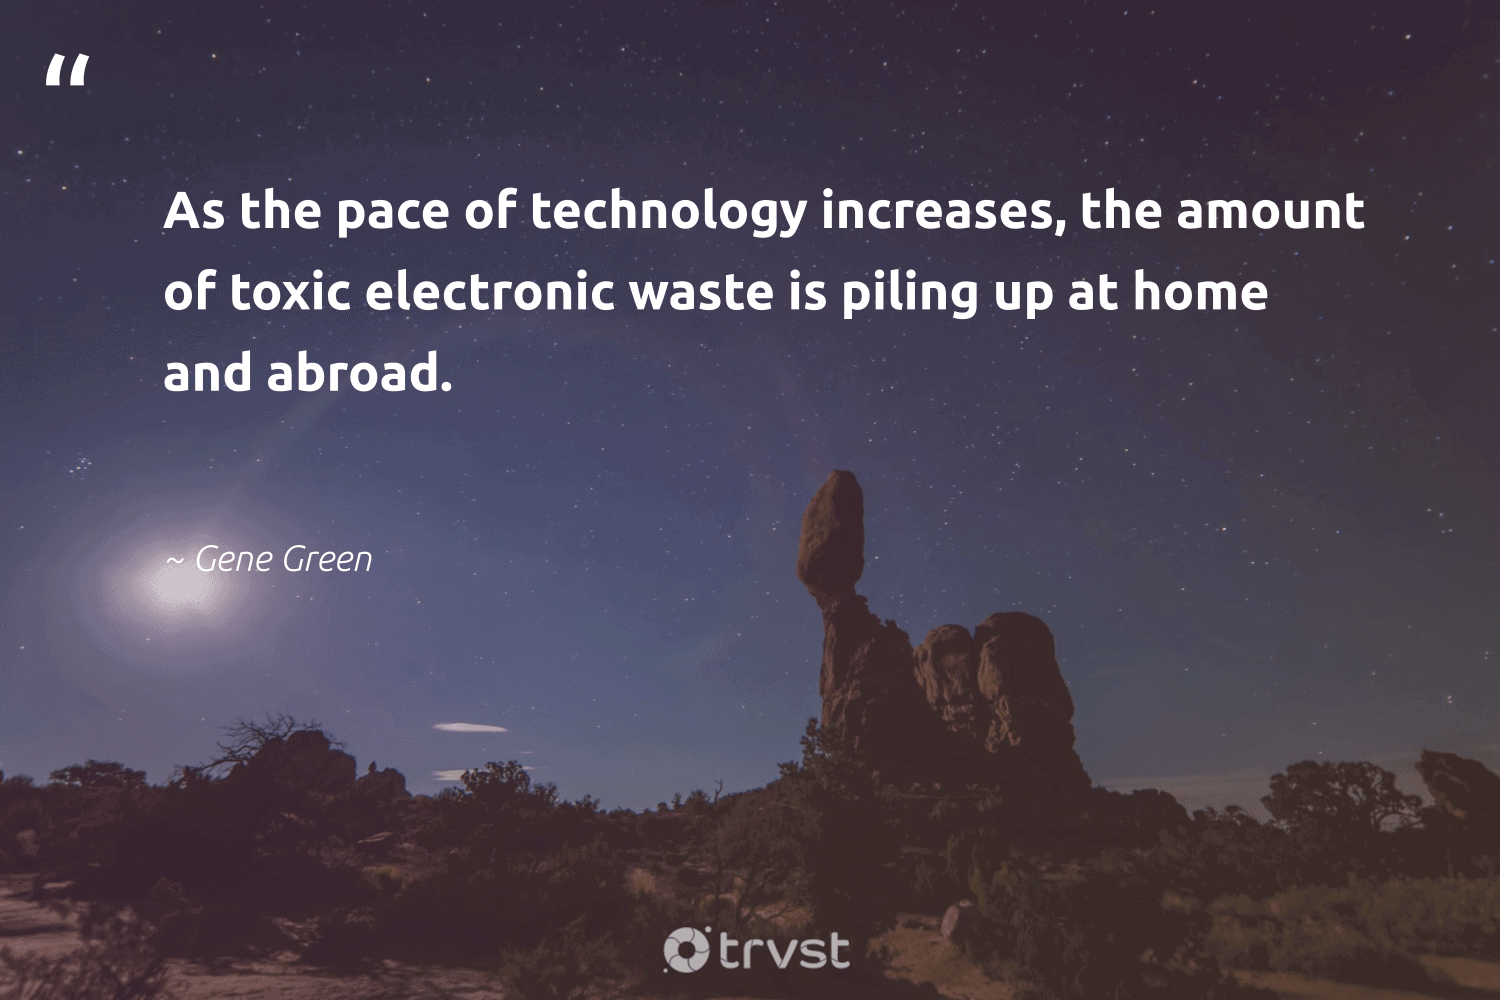 “
As the pace of technology increases, the amount
of toxic electronic waste is piling up at home
and abroad.
~ Gene Green
trvst